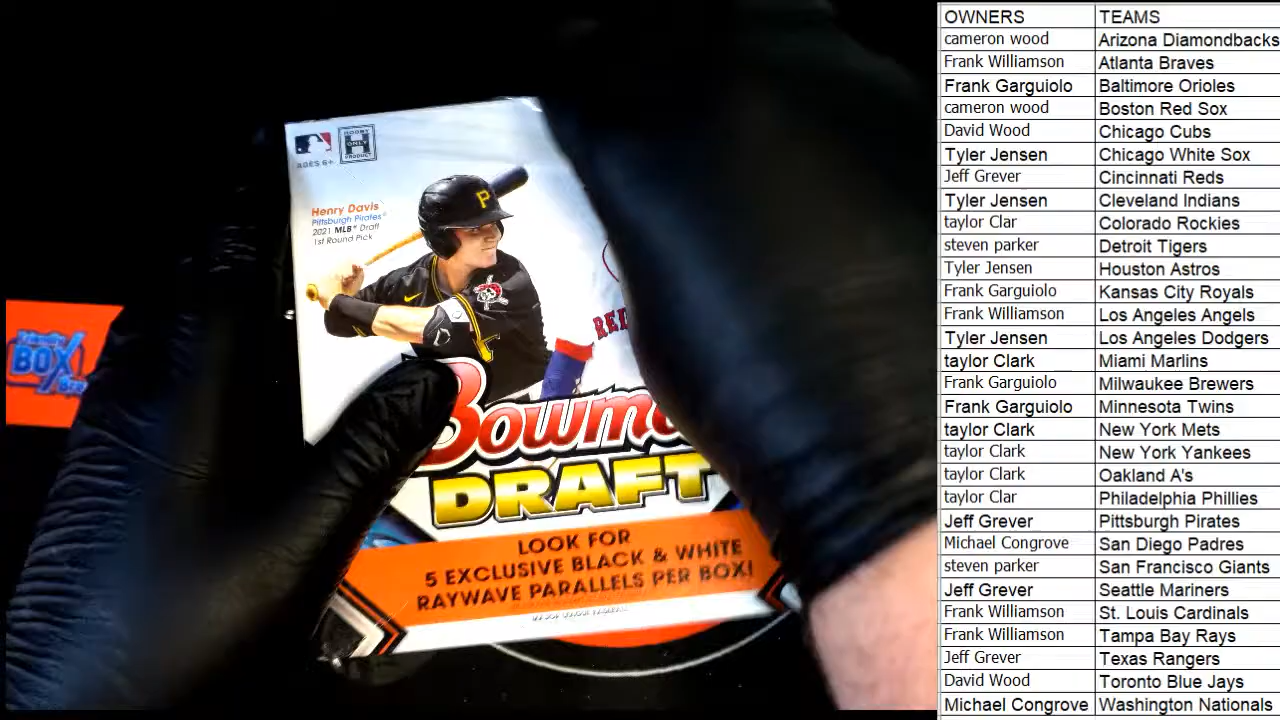 AGES 6+
HOBBY
H
ONLY
PRODUCT
Henry Davis
Pittsburgh Pirates®
2021 MLB® Draft
1st Round Pick
P
RE
BOX
DRAFT
LOOK FOR
5 EXCLUSIVE BLACK & WHITE
RAYWAVE PARALLELS PER BOX!
OWNERS TEAMS
cameron wood Arizona Diamondbacks
Frank Williamson Atlanta Braves
Frank Garguiolo Baltimore Orioles
cameron wood Boston Red Sox
David Wood Chicago Cubs
Tyler Jensen Chicago White Sox
Jeff Grever Cincinnati Reds
Tyler Jensen Cleveland Indians
taylor Clar Colorado Rockies
steven parker Detroit Tigers
Tyler Jensen Houston Astros
Frank Garguiolo Kansas City Royals
Frank Williamson Los Angeles Angels
Tyler Jensen Los Angeles Dodgers
taylor Clark Miami Marlins
Frank Garguiolo Milwaukee Brewers
Frank Garguiolo Minnesota Twins
taylor Clark New York Mets
taylor Clark New York Yankees
taylor Clark Oakland A's
taylor Clar Philadelphia Phillies
Jeff Grever Pittsburgh Pirates
Michael Congrove San Diego Padres
steven parker San Francisco Giants
Jeff Grever Seattle Mariners
Frank Williamson St. Louis Cardinals
Frank Williamson Tampa Bay Rays
Jeff Grever Texas Rangers
David Wood Toronto Blue Jays
Michael Congrove Washington Nationals